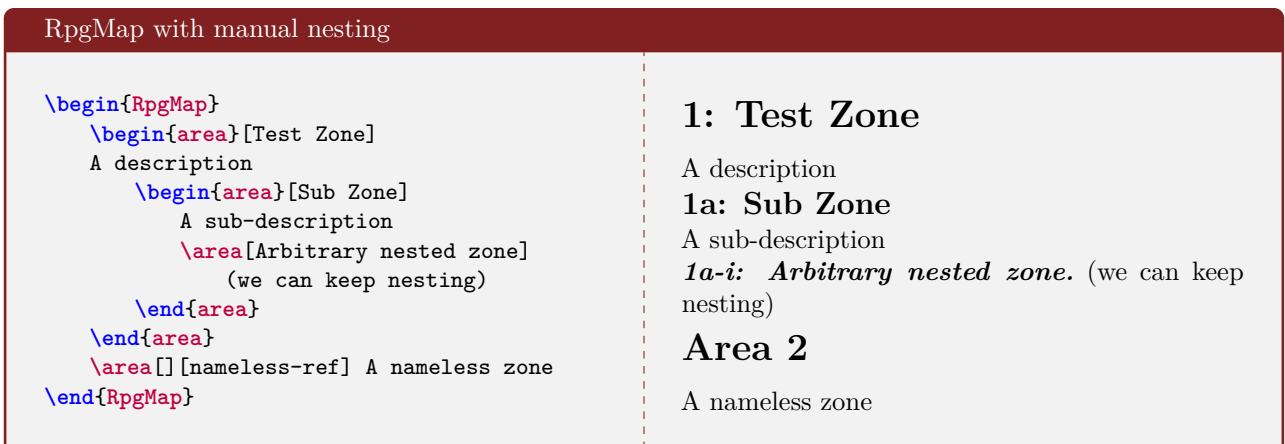 RpgMap with manual nesting
\begin{RpgMap}
\begin{area}[Test Zone]
A description
\begin{area}[Sub Zone]
A sub-description
\area[Arbitrary nested zone]
(we can keep nesting)
\end{area}
\end{area}
\area[][nameless-ref] A nameless zone
\end{RpgMap}
1: Test Zone
A description
1a: Sub Zone
A sub-description
1a-i: Arbitrary nested zone. (we can keep
nesting)
Area 2
A nameless zone